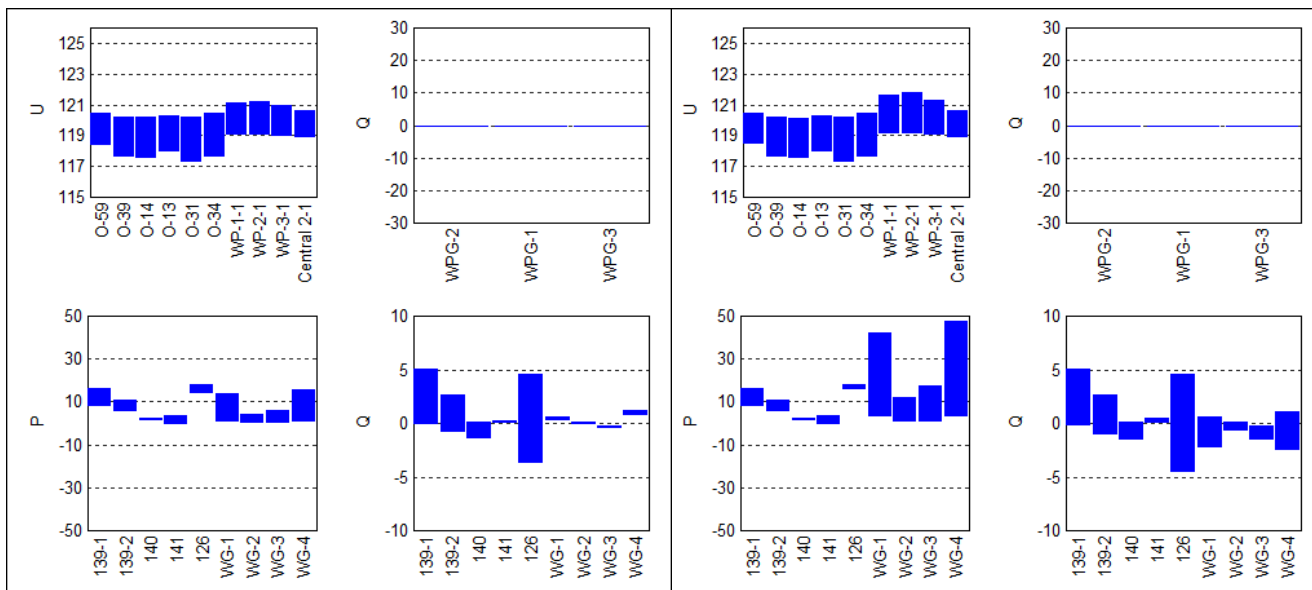 125
123
121
119
117
115
U
O-59
O-39
O-14
O-13
O-31
O-34
WP-1-1
WP-2-1
WP-3-1
Central 2-1
30
20
10
0
-10
-20
-30
Q
WPG-2
WPG-1
WPG-3
50
30
10
-10
-30
-50
P
139-1
139-2
140
141
126
WG-1
WG-2
WG-3
WG-4
10
5
0
-5
-10
Q
139-1
139-2
140
141
126
WG-1
WG-2
WG-3
WG-4
125
123
121
119
117
115
U
O-59
O-39
O-14
O-13
O-31
O-34
WP-1-1
WP-2-1
WP-3-1
Central 2-1
30
20
10
0
-10
-20
-30
Q
WPG-2
WPG-1
WPG-3
50
30
10
-10
-30
-50
P
139-1
139-2
140
141
126
WG-1
WG-2
WG-3
WG-4
10
5
0
-5
-10
Q
139-1
139-2
140
141
126
WG-1
WG-2
WG-3
WG-4